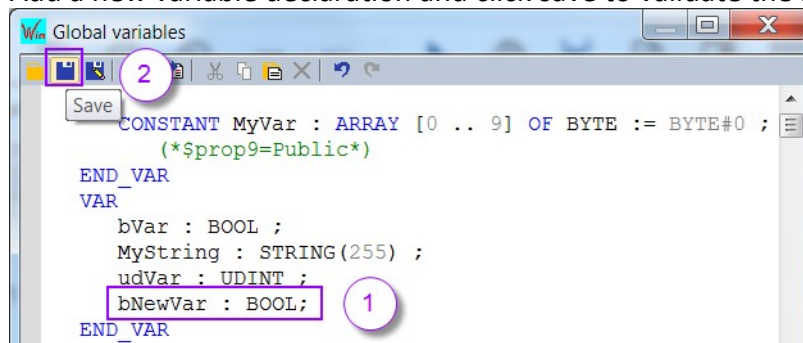 Add a new variable declaration and click save to validate the
Win Global variables
2
Save
CONSTANT MyVar : ARRAY [0 .. 9] OF BYTE := BYTE#0 ;
(*$prop9=Public*)
END_VAR
VAR
bVar : BOOL ;
MyString : STRING(255) ;
udVar : UDINT ;
bNewVar : BOOL;
1
END_VAR